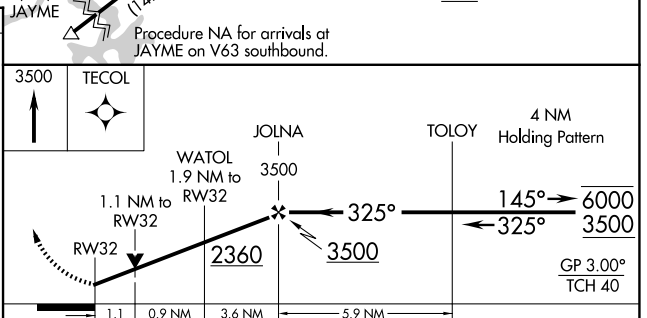 JAYME
(14
Procedure NA for arrivals at
JAYME on V63 southbound.
3500
TECOL
4 NM
Holding Pattern
JOLNA
TOLOY
3500
WATOL
1.9 NM to
RW32
1.1 NM to
RW32
RW32
2360
325°
3500
145°
325°
6000
3500
GP 3.00°
TCH 40
1.1
0.9 NM
3.6 NM
5.9 NM